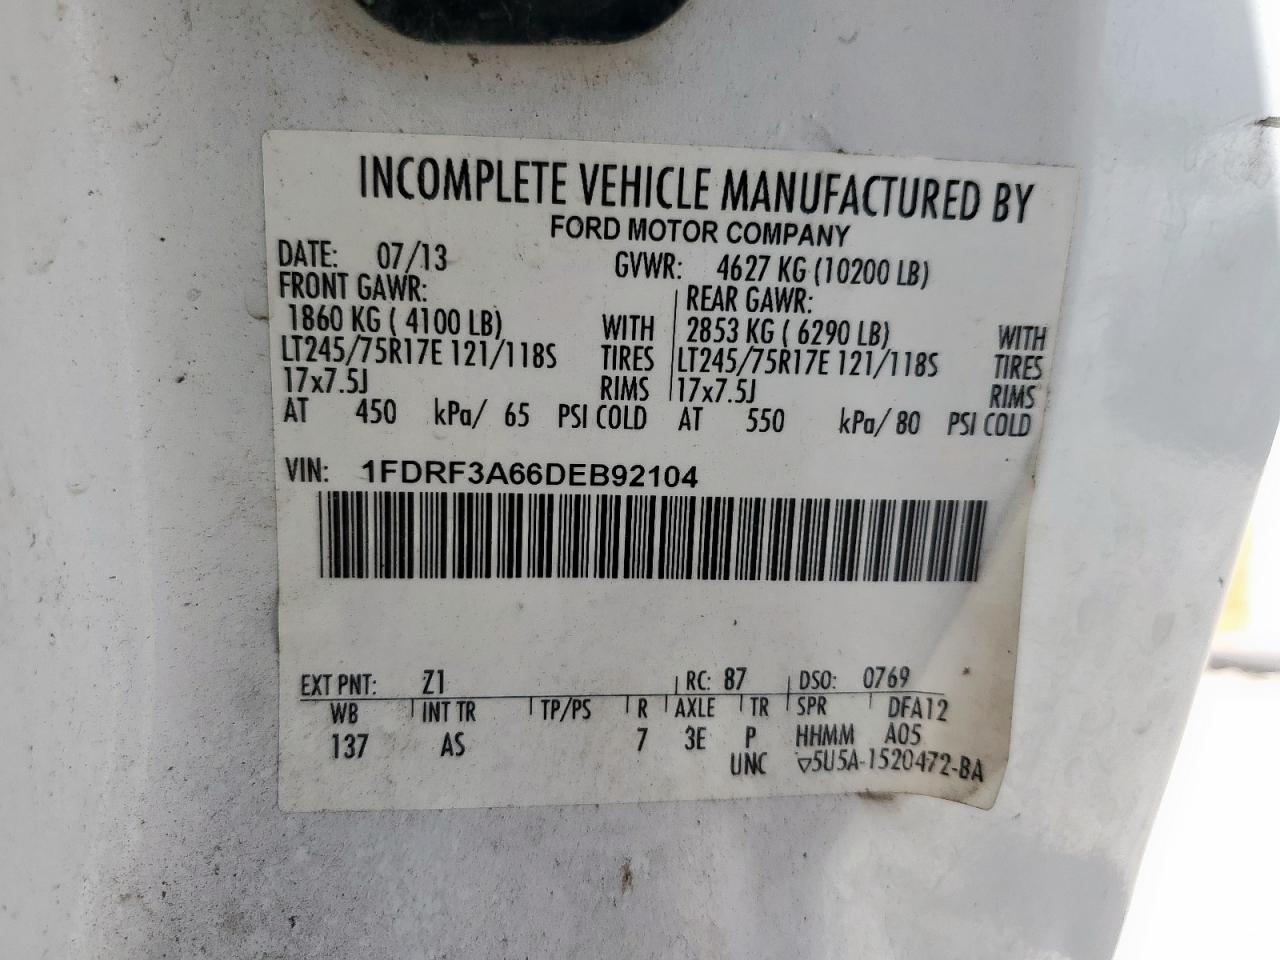 INCOMPLETE VEHICLE MANUFACTURED BY
FORD MOTOR COMPANY
DATE: 07/13 GVWR: 4627 KG (10200 LB)
FRONT GAWR: REAR GAWR:
1860 KG ( 4100 LB) WITH 2853 KG ( 6290 LB) WITH
LT245/75R17E 121/118S TIRES LT245/75R17E 121/118S TIRES
17x7.5J RIMS 17x7.5J RIMS
AT 450 kPa/ 65 PSI COLD AT 550 kPa/ 80 PSI COLD
VIN: 1FDRF3A66DEB92104
EXT PNT: Z1 RC: 87 DSO: 0769
WB INT TR TP/PS R AXLE TR SPR DFA12
137 AS 7 3E P HHMM A05
UNC ▽5U5A-1520472-BA